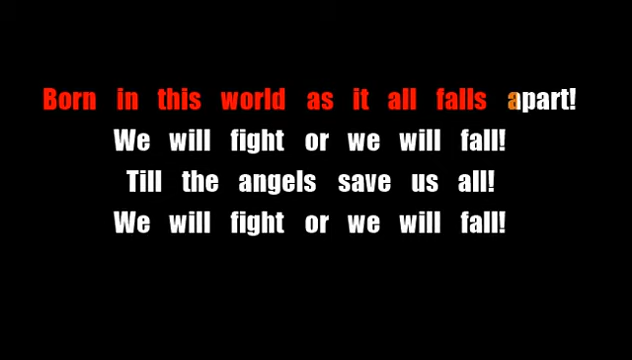 Born in this world as it all falls apart!
We will fight or we will fall!
Till the angels save us all!
We will fight or we will fall!